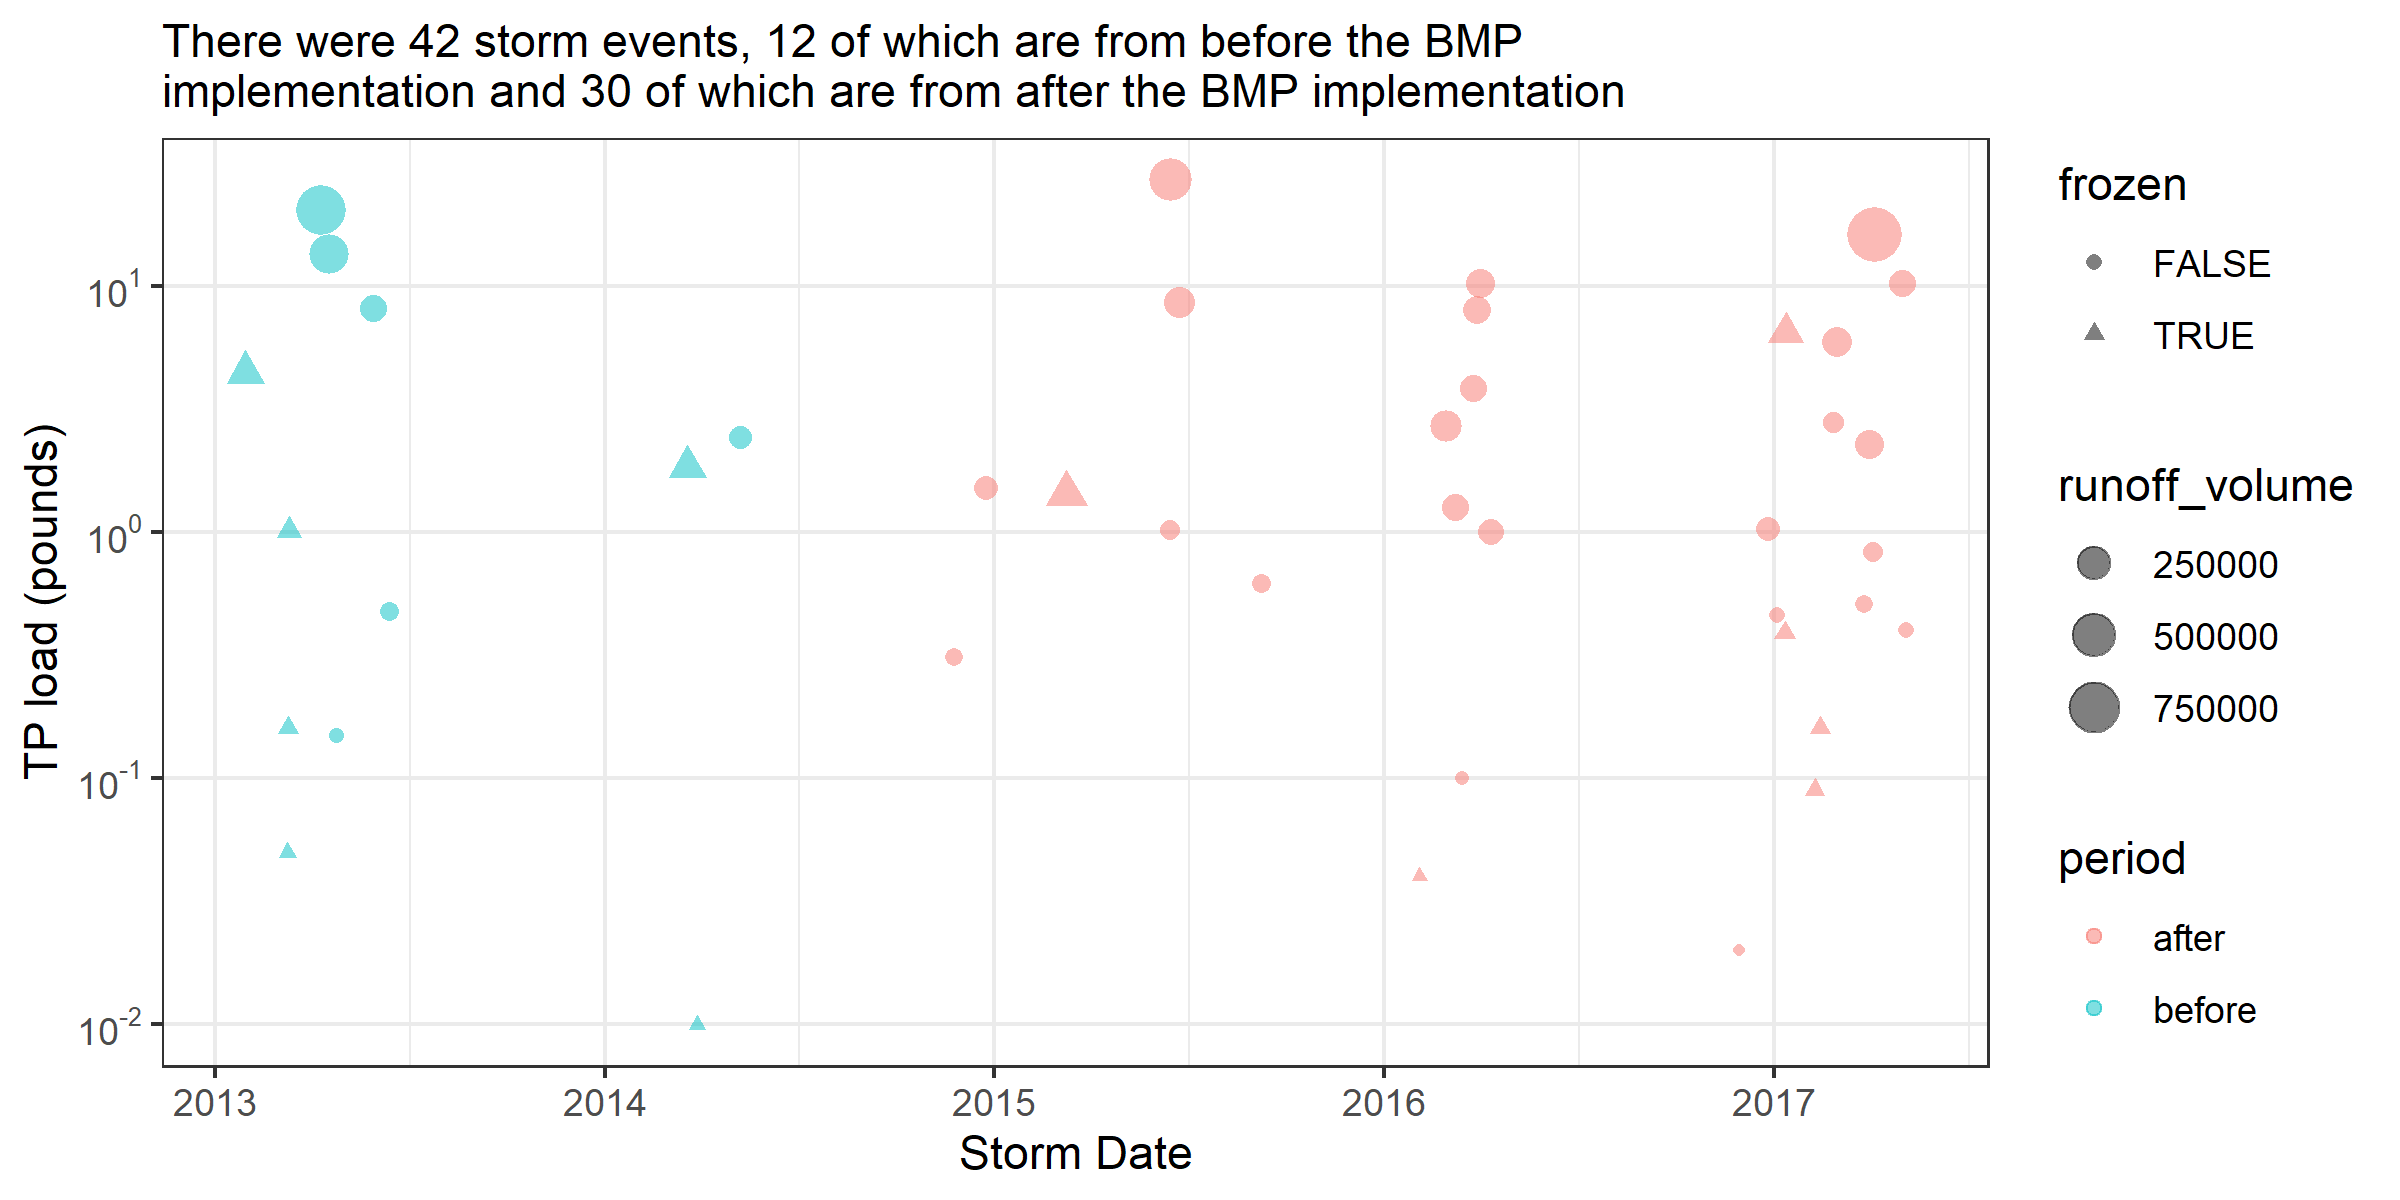 There were 42 storm events, 12 of which are from before the BMP
implementation and 30 of which are from after the BMP implementation
TP load (pounds)
10^1
10^0
10^-1
10^-2
2013 2014 2015 2016 2017
Storm Date
frozen
FALSE
TRUE
runoff_volume
250000
500000
750000
period
after
before